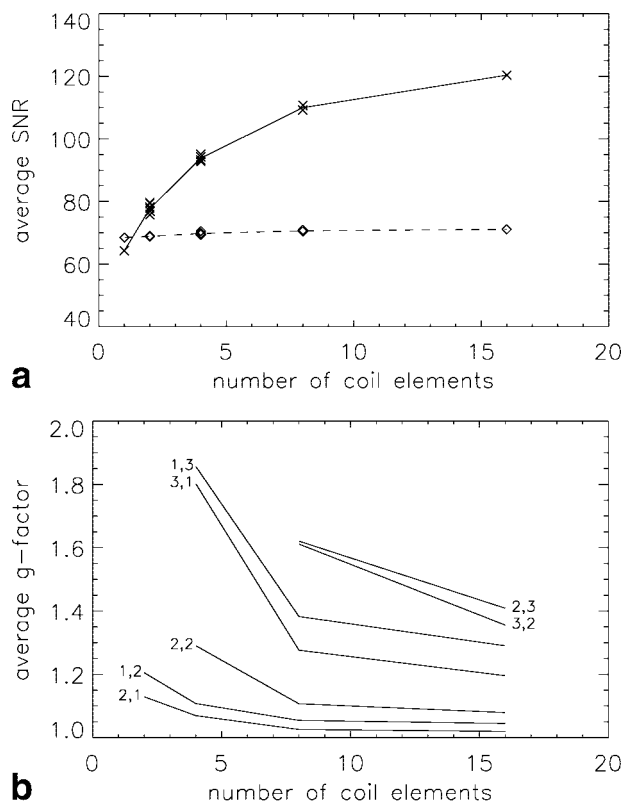 140
120
100
80
60
40
average SNR
0 5 10 15 20
number of coil elements
a
2.0
1.8
1.6
1.4
1.2
1.0
average g-factor
1,3
3,1
2,3
3,2
2,2
1,2
2,1
0 5 10 15 20
number of coil elements
b